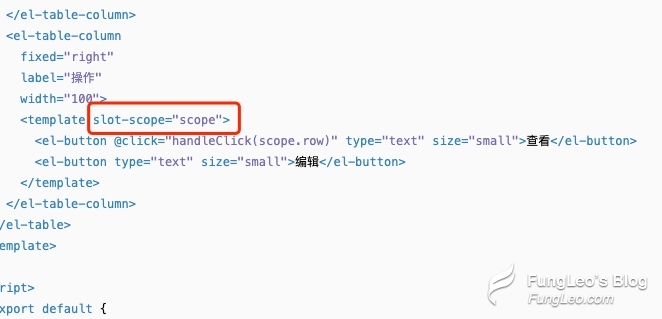 </el-table-column>
<el-table-column
fixed="right"
label="操作"
width="100">
<template slot-scope="scope">
<el-button @click="handleClick(scope.row)" type="text" size="small">查看</el-button>
<el-button type="text" size="small">编辑</el-button>
</template>
</el-table-column>
</el-table>
emplate>
ript>
xport default {
FungLeo's Blog
FungLeo.com